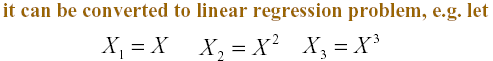 it can be converted to linear regression problem, e.g. let
X₁ = X X₂ = X² X₃ = X³